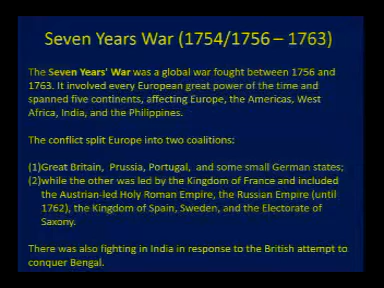 Seven Years War (1754/1756 – 1763)
The Seven Years' War was a global war fought between 1756 and
1763. It involved every European great power of the time and
spanned five continents, affecting Europe, the Americas, West
Africa, India, and the Philippines.
The conflict split Europe into two coalitions:
(1)Great Britain, Prussia, Portugal, and some small German states;
(2)while the other was led by the Kingdom of France and included
the Austrian-led Holy Roman Empire, the Russian Empire (until
1762), the Kingdom of Spain, Sweden, and the Electorate of
Saxony.
There was also fighting in India in response to the British attempt to
conquer Bengal.